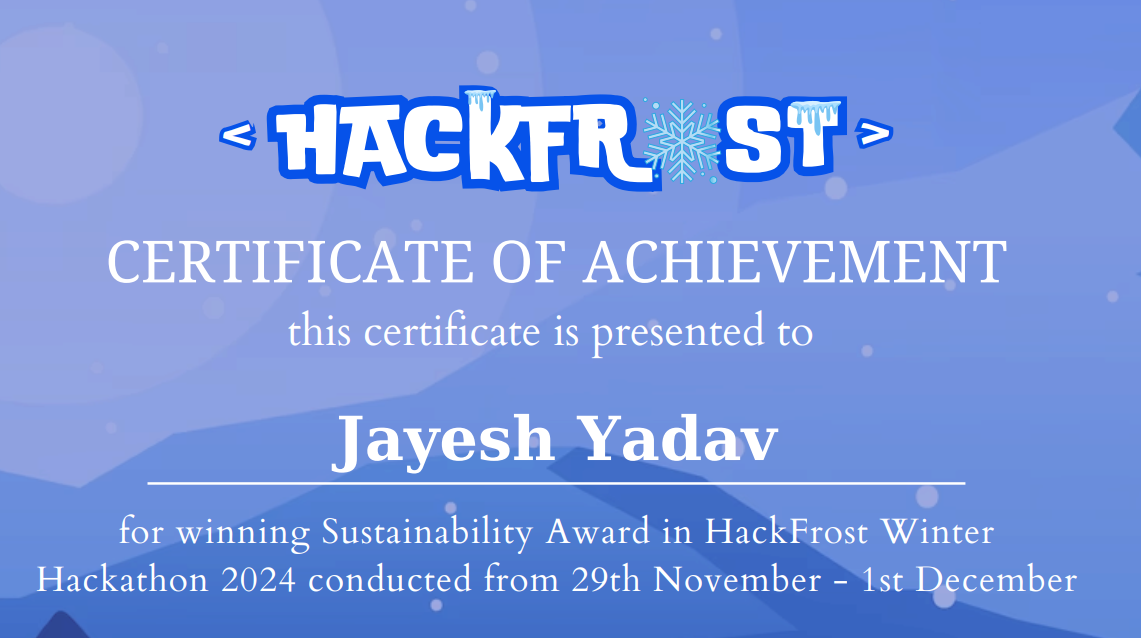 < HACKFROST >
CERTIFICATE OF ACHIEVEMENT
this certificate is presented to
Jayesh Yadav
for winning Sustainability Award in HackFrost Winter
Hackathon 2024 conducted from 29th November - 1st December